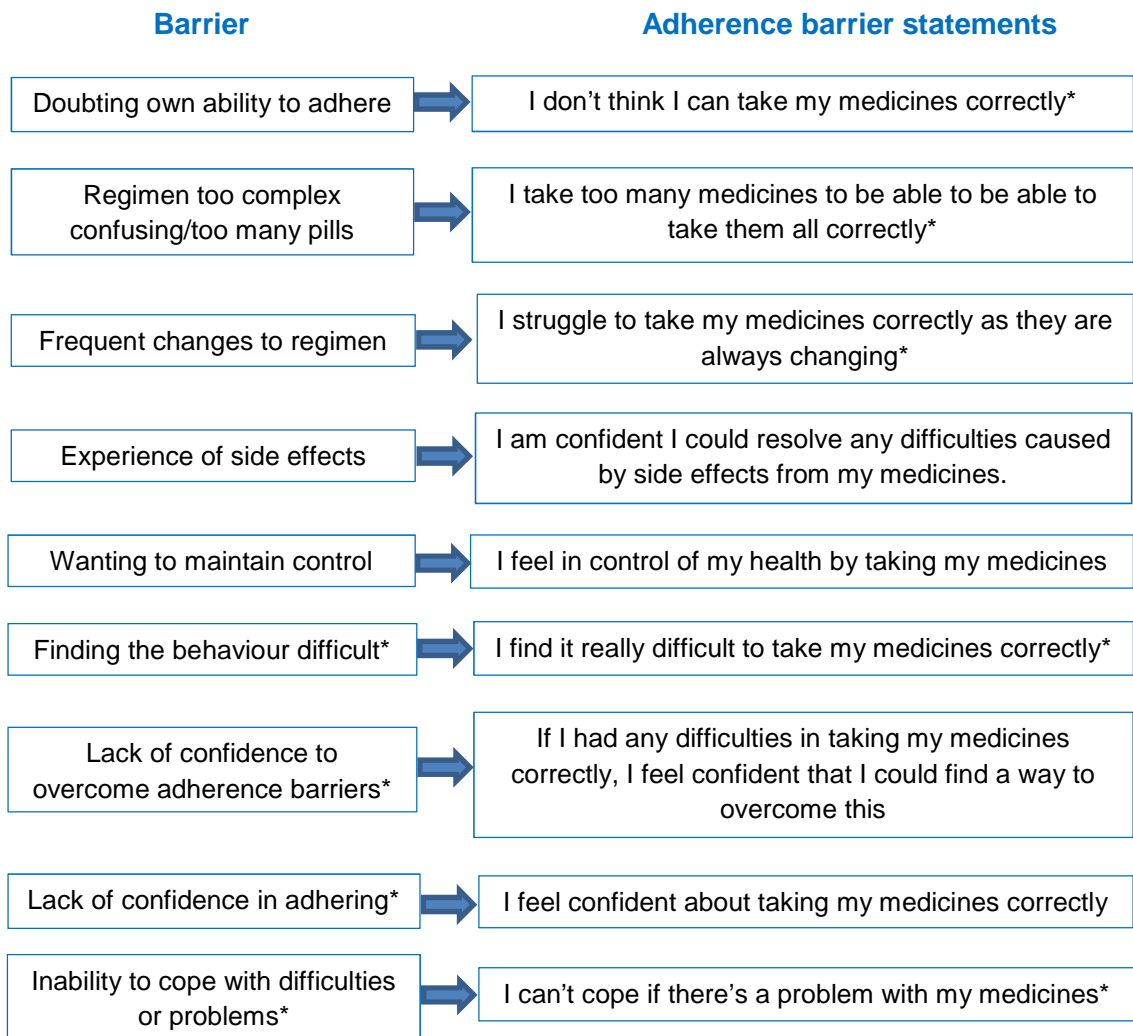 Barrier
Adherence barrier statements
Doubting own ability to adhere
I don't think I can take my medicines correctly*
Regimen too complex
confusing/too many pills
I take too many medicines to be able to be able to
take them all correctly*
Frequent changes to regimen
I struggle to take my medicines correctly as they are
always changing*
Experience of side effects
I am confident I could resolve any difficulties caused
by side effects from my medicines.
Wanting to maintain control
I feel in control of my health by taking my medicines
Finding the behaviour difficult*
I find it really difficult to take my medicines correctly*
Lack of confidence to
overcome adherence barriers*
If I had any difficulties in taking my medicines
correctly, I feel confident that I could find a way to
overcome this
Lack of confidence in adhering*
I feel confident about taking my medicines correctly
Inability to cope with difficulties
or problems*
I can't cope if there's a problem with my medicines*